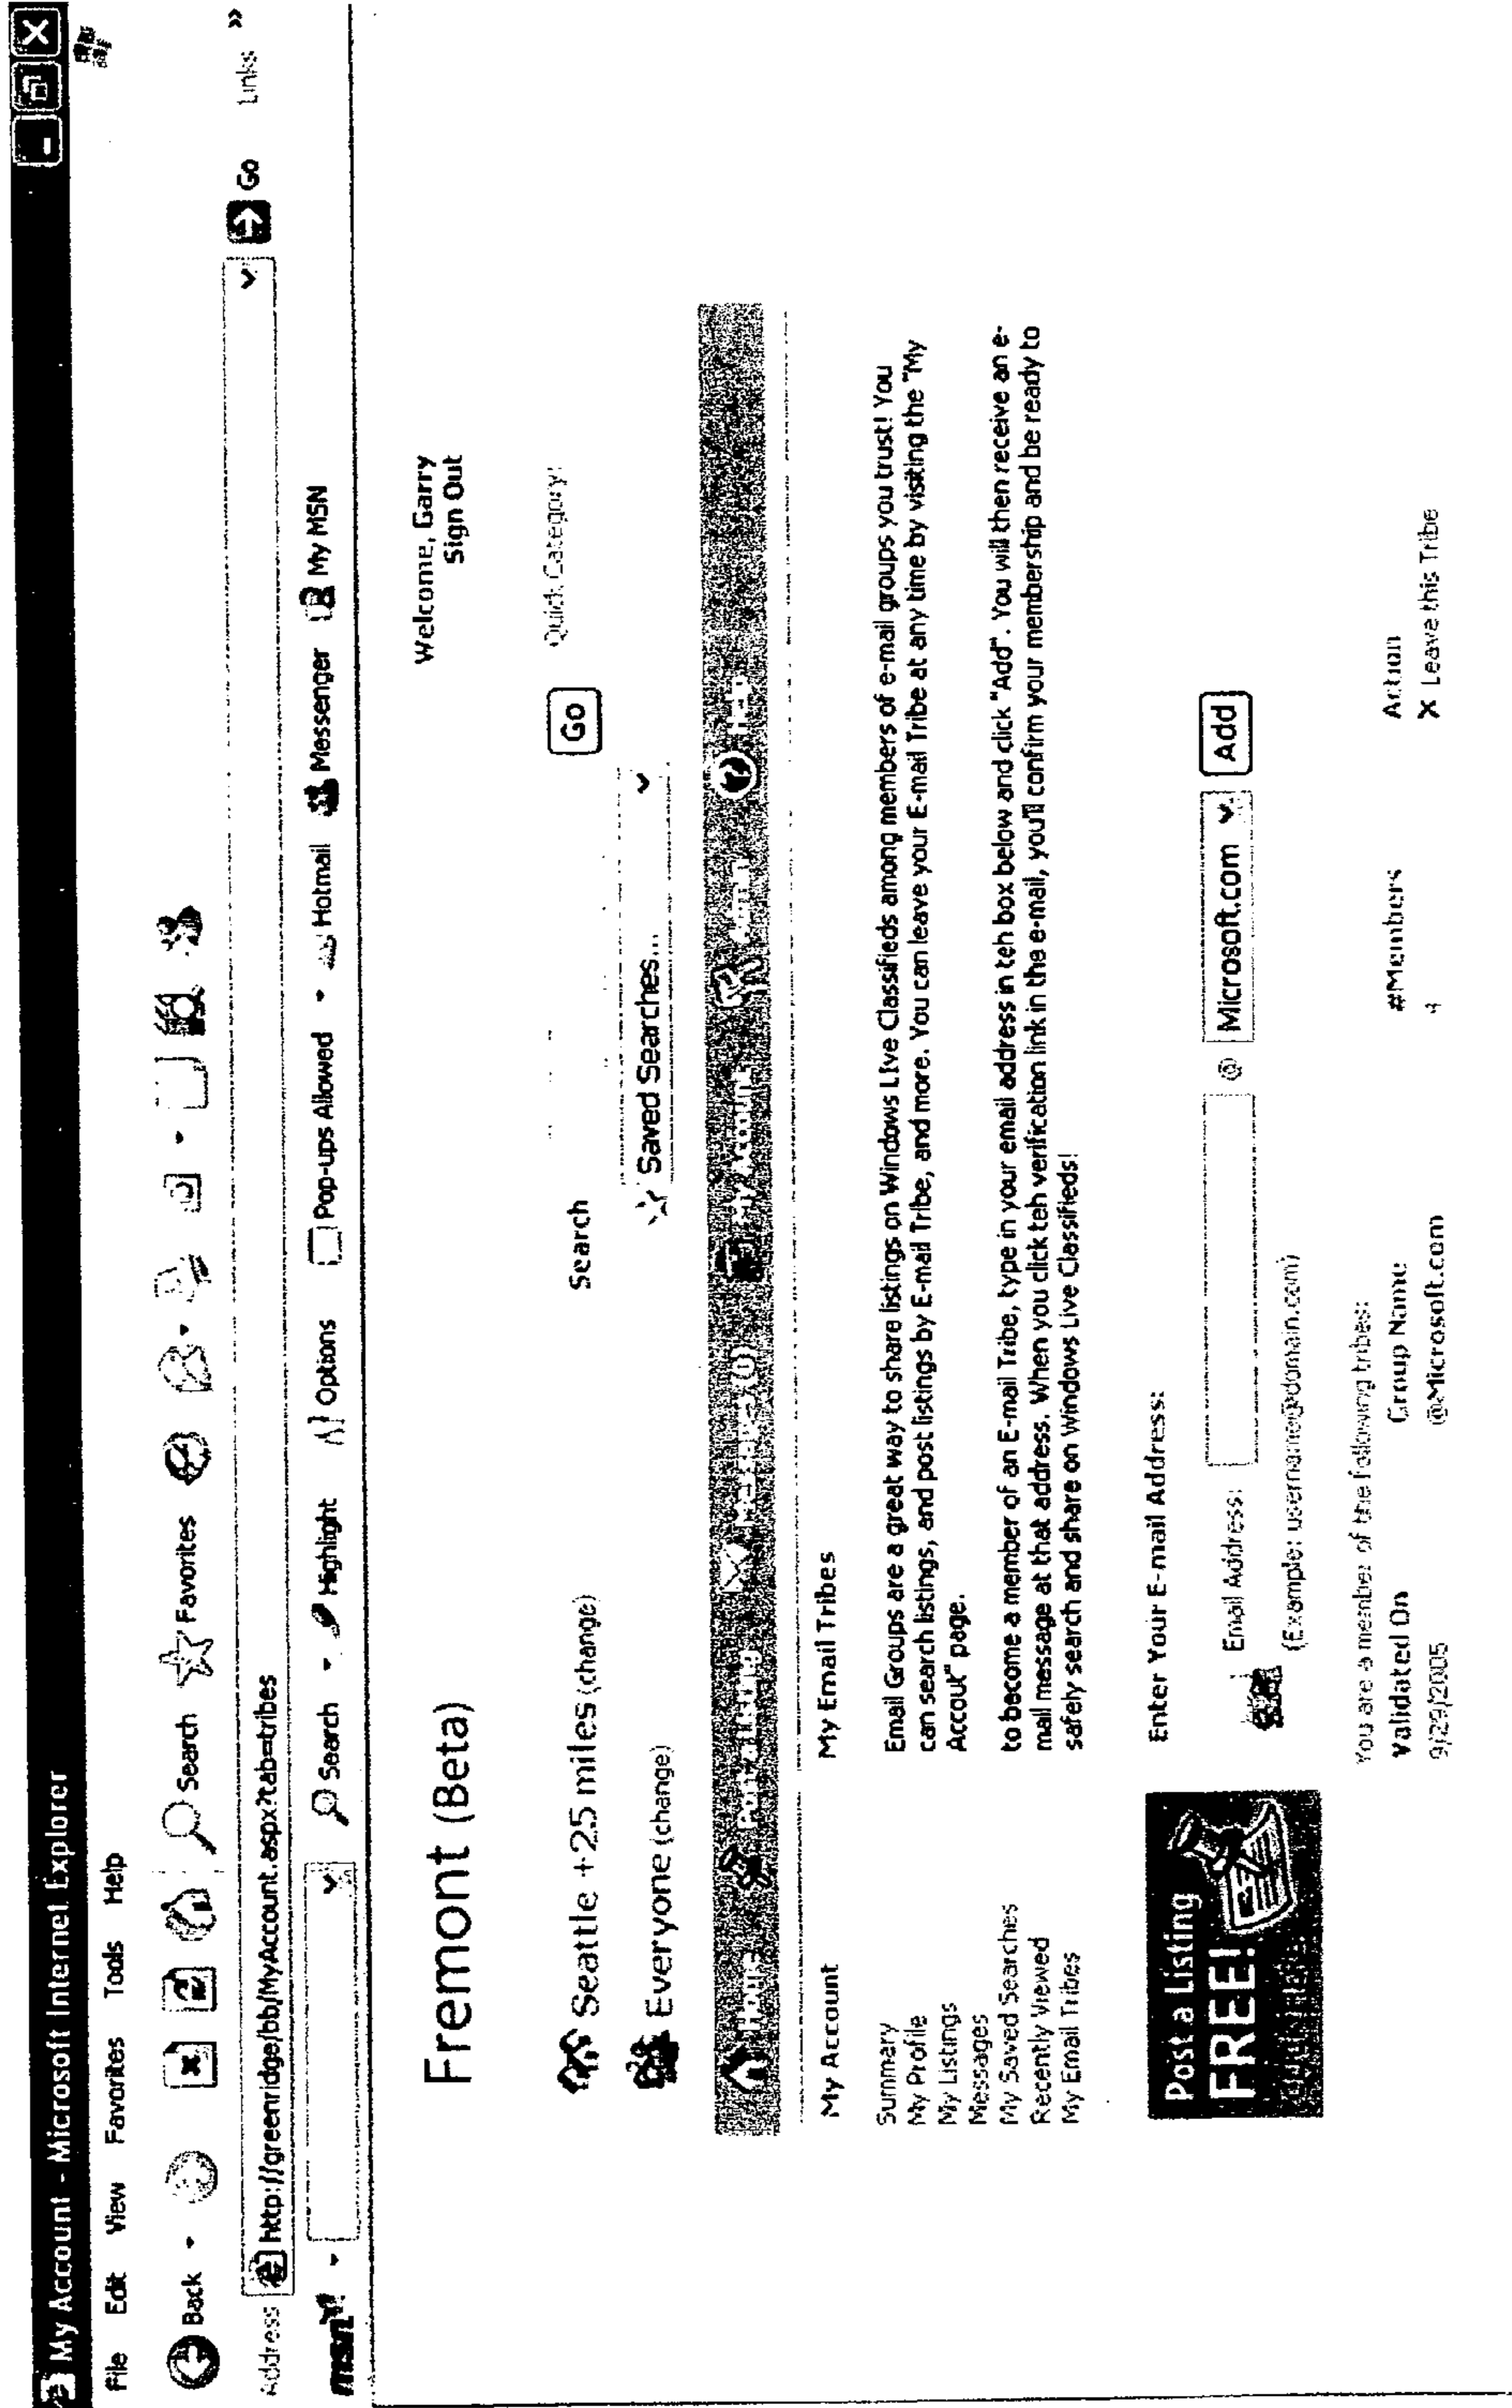 My Account - Microsoft Internet Explorer
File Edit View Favorites Tools Help
Back Search Favorites
Address http://greenridge/bb/MyAccount.aspx?tab=tribes Go Links »
msn Search Highlight Options Pop-ups Allowed Hotmail Messenger My MSN
Welcome, Garry
Sign Out
Fremont (Beta)
Seattle +25 miles (change)
Search Go Quick Category:
Everyone (change)
Saved Searches...
My Account
Summary
My Profile
My Listings
Messages
My Saved Searches
Recently Viewed
My Email Tribes
Post a Listing
FREE!
My Email Tribes
Email Groups are a great way to share listings on Windows LIve Classifieds among members of e-mail groups you trust! You
can search listings, and post listings by E-mail Tribe, and more. You can leave your E-mail Tribe at any time by visiting the "My
Accout" page.
to become a member of an E-mail Tribe, type in your email address in teh box below and click "Add". You will then receive an e-
mail message at that address. When you click teh verification link in the e-mail, you'll confirm your membership and be ready to
safely search and share on Windows Live Classifieds!
Enter Your E-mail Address:
Email Address: @ Microsoft.com Add
(Example: username@domain.com)
You are a member of the following tribes:
Validated On Group Name #Members Action
9/29/2005 @Microsoft.com 4 X Leave this Tribe